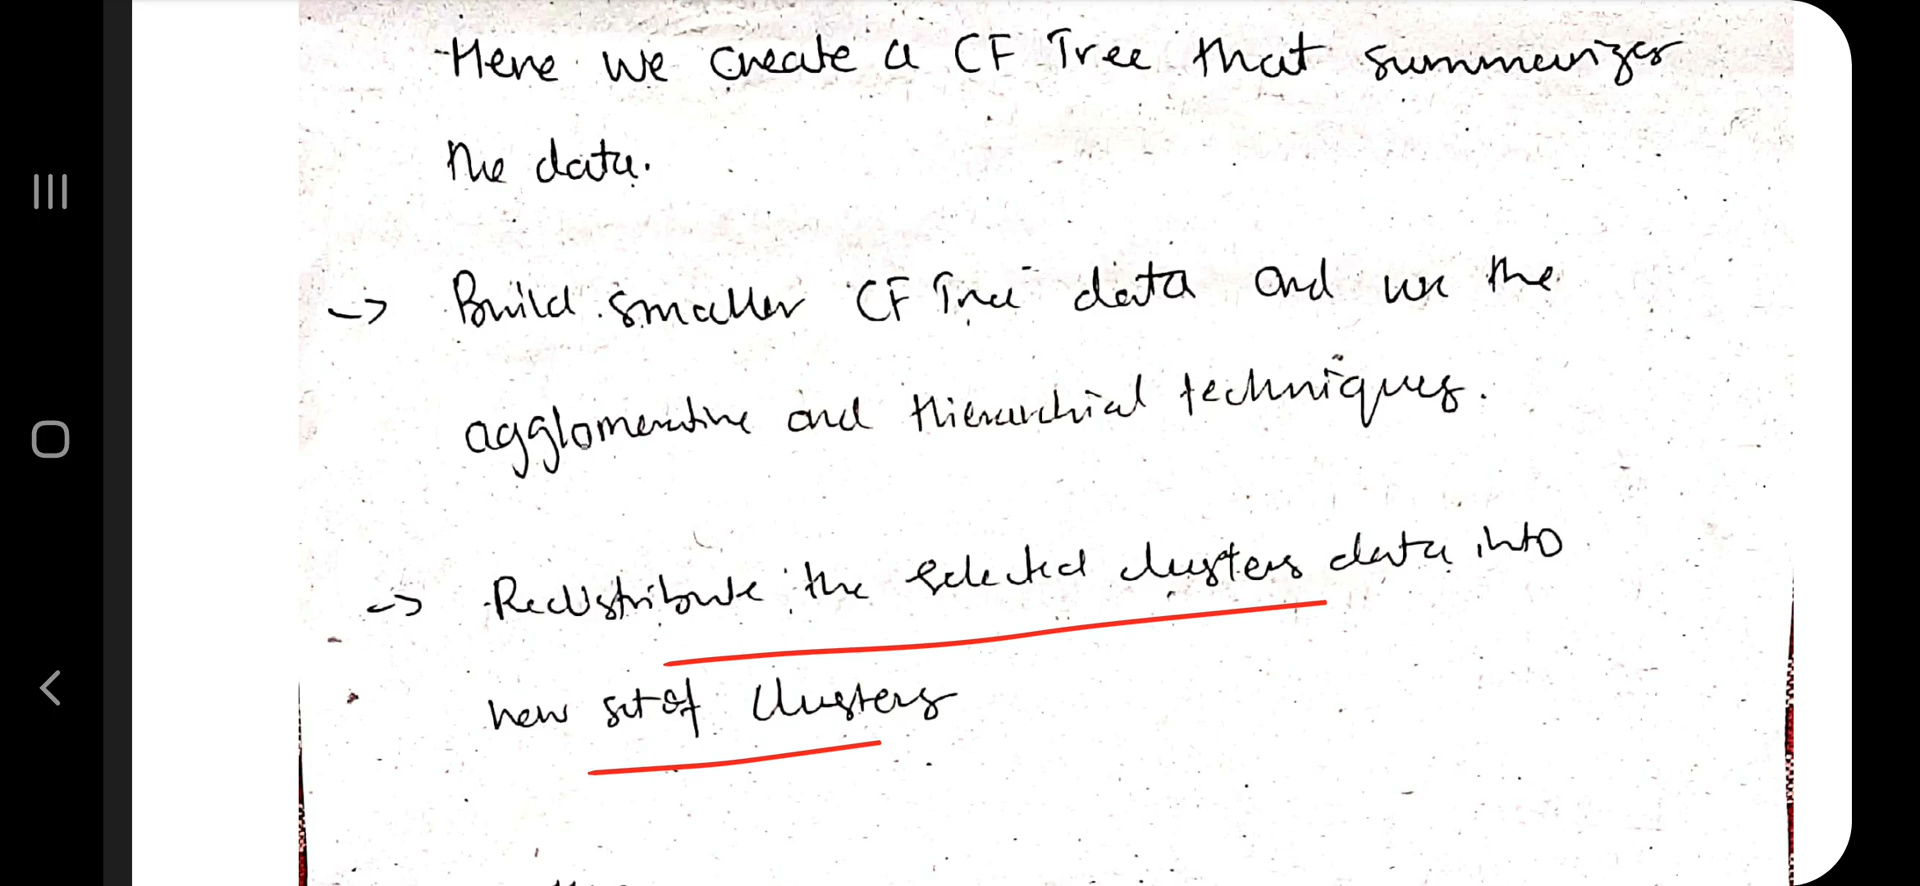 Here we create a CF Tree that summarizes
the data.
-> Build smaller CF Tree data and use the
agglomerative and Hierarchial techniques.
-> Redistribute the selected clusters data into
new set of Clusters